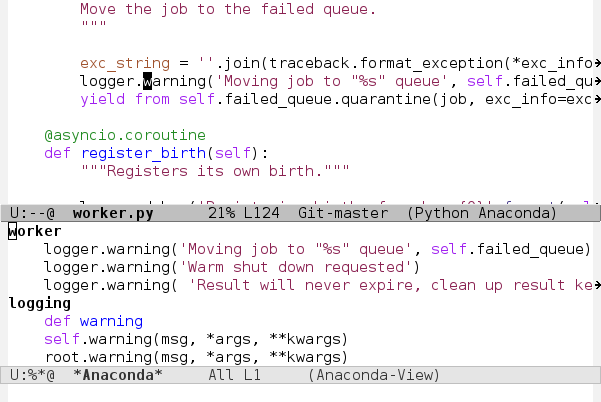 Move the job to the failed queue.
"""
exc_string = ''.join(traceback.format_exception(*exc_info
logger.warning('Moving job to "%s" queue', self.failed_qu
yield from self.failed_queue.quarantine(job, exc_info=exc
@asyncio.coroutine
def register_birth(self):
"""Registers its own birth."""
U:--@ worker.py 21% L124 Git-master (Python Anaconda)
worker
logger.warning('Moving job to "%s" queue', self.failed_queue)
logger.warning('Warm shut down requested')
logger.warning( 'Result will never expire, clean up result ke
logging
def warning
self.warning(msg, *args, **kwargs)
root.warning(msg, *args, **kwargs)
U:%*@ *Anaconda* All L1 (Anaconda-View)